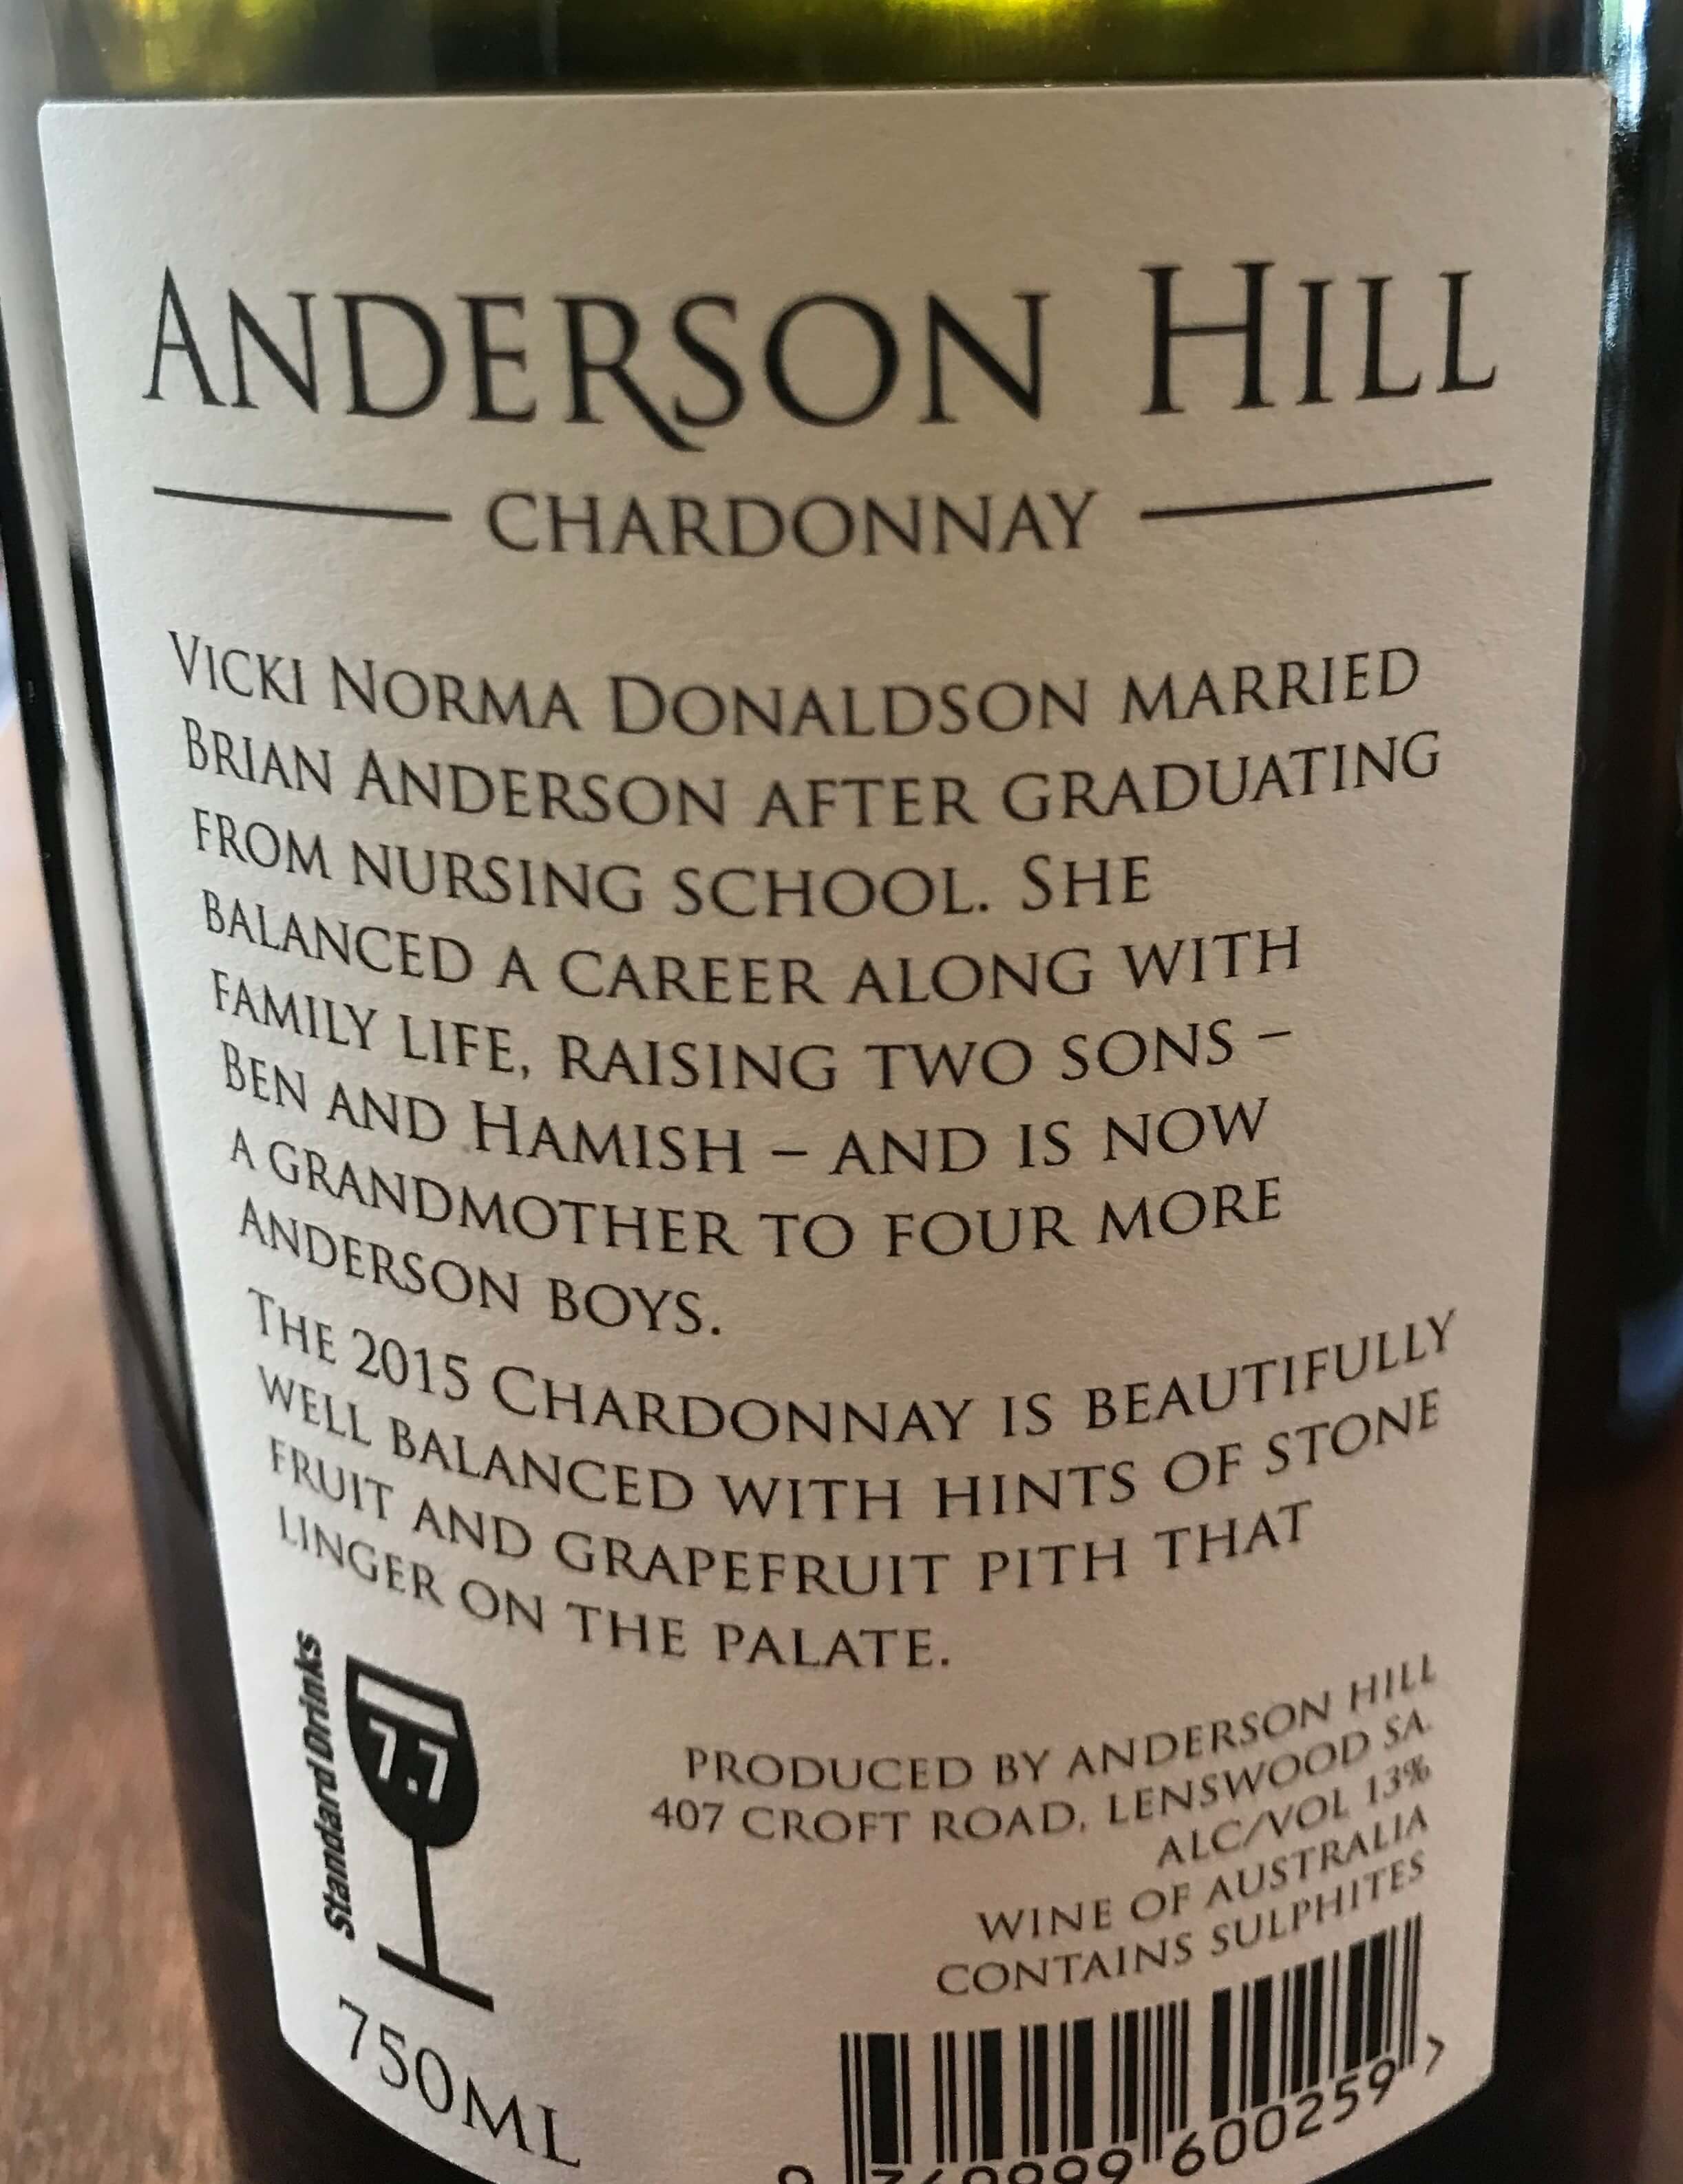 ANDERSON HILL
CHARDONNAY
VICKI NORMA DONALDSON MARRIED
BRIAN ANDERSON AFTER GRADUATING
FROM NURSING SCHOOL. SHE
BALANCED A CAREER ALONG WITH
FAMILY LIFE, RAISING TWO SONS –
BEN AND HAMISH – AND IS NOW
A GRANDMOTHER TO FOUR MORE
ANDERSON BOYS.
THE 2015 CHARDONNAY IS BEAUTIFULLY
WELL BALANCED WITH HINTS OF STONE
FRUIT AND GRAPEFRUIT PITH THAT
LINGER ON THE PALATE.
Standard Drinks
7.7
750ML
PRODUCED BY ANDERSON HILL
407 CROFT ROAD, LENSWOOD SA
ALC/VOL 13%
WINE OF AUSTRALIA
CONTAINS SULPHITES
600259 >